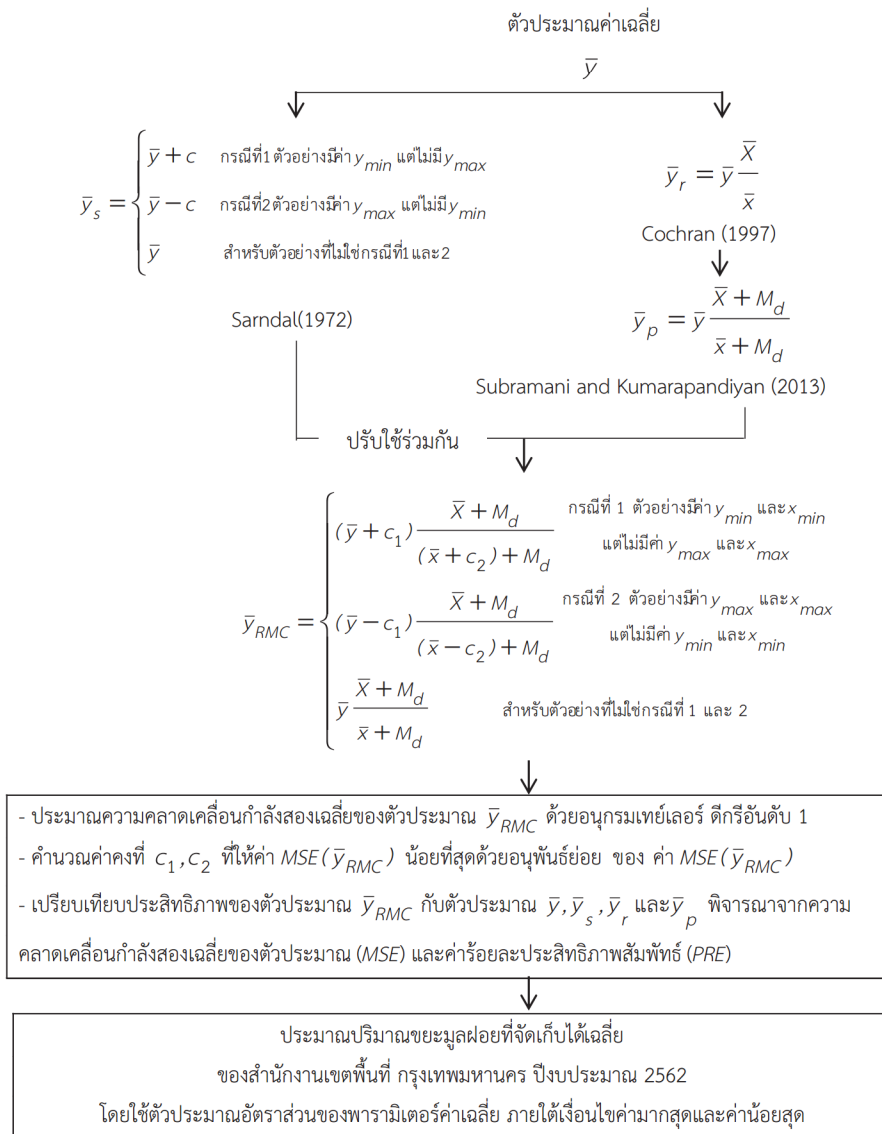 ตัวประมาณค่าเฉลี่ย
y̅
y̅_s = { y̅ + c กรณีที่1 ตัวอย่างมีค่า y_min แต่ไม่มี y_max
y̅ − c กรณีที่2 ตัวอย่างมีค่า y_max แต่ไม่มี y_min
y̅ สำหรับตัวอย่างที่ไม่ใช่กรณีที่1 และ 2
Sarndal(1972)
y̅_r = y̅ X̅ / x̅
Cochran (1997)
y̅_p = y̅ (X̅ + M_d) / (x̅ + M_d)
Subramani and Kumarapandiyan (2013)
ปรับใช้ร่วมกัน
y̅_RMC = { (y̅ + c_1) (X̅ + M_d) / ((x̅ + c_2) + M_d) กรณีที่ 1 ตัวอย่างมีค่า y_min และ x_min
แต่ไม่มีค่า y_max และ x_max
(y̅ − c_1) (X̅ + M_d) / ((x̅ − c_2) + M_d) กรณีที่ 2 ตัวอย่างมีค่า y_max และ x_max
แต่ไม่มีค่า y_min และ x_min
y̅ (X̅ + M_d) / (x̅ + M_d) สำหรับตัวอย่างที่ไม่ใช่กรณีที่ 1 และ 2
- ประมาณความคลาดเคลื่อนกำลังสองเฉลี่ยของตัวประมาณ y̅_RMC ด้วยอนุกรมเทย์เลอร์ ดีกรีอันดับ 1
- คำนวณค่าคงที่ c_1,c_2 ที่ให้ค่า MSE(y̅_RMC) น้อยที่สุดด้วยอนุพันธ์ย่อย ของ ค่า MSE(y̅_RMC)
- เปรียบเทียบประสิทธิภาพของตัวประมาณ y̅_RMC กับตัวประมาณ y̅,y̅_s,y̅_r และ y̅_p พิจารณาจากความ
คลาดเคลื่อนกำลังสองเฉลี่ยของตัวประมาณ (MSE) และค่าร้อยละประสิทธิภาพสัมพัทธ์ (PRE)
ประมาณปริมาณขยะมูลฝอยที่จัดเก็บได้เฉลี่ย
ของสำนักงานเขตพื้นที่ กรุงเทพมหานคร ปีงบประมาณ 2562
โดยใช้ตัวประมาณอัตราส่วนของพารามิเตอร์ค่าเฉลี่ย ภายใต้เงื่อนไขค่ามากสุดและค่าน้อยสุด